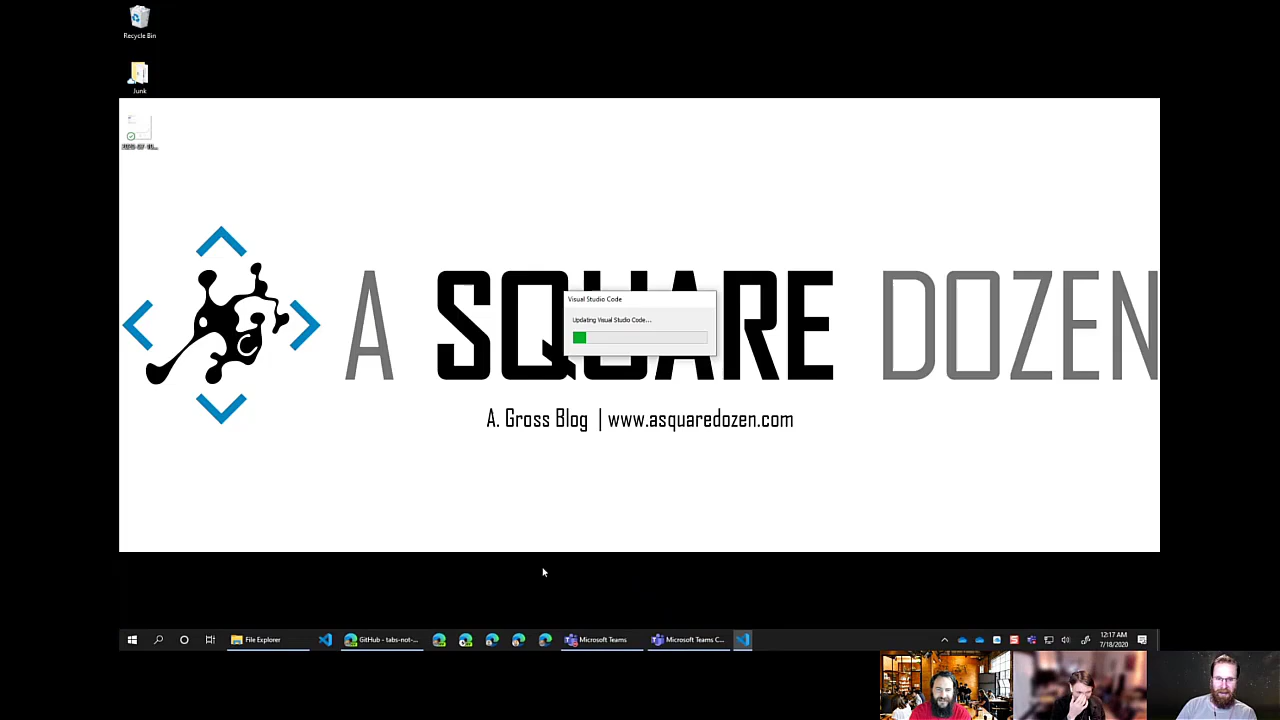 Recycle Bin
Junk
A SQUARE DOZEN
Visual Studio Code
Updating Visual Studio Code...
A. Gross Blog | www.asquaredozen.com
File Explorer
GitHub - tabs-not-...
Microsoft Teams
Microsoft Teams C...
12:17 AM
7/18/2020